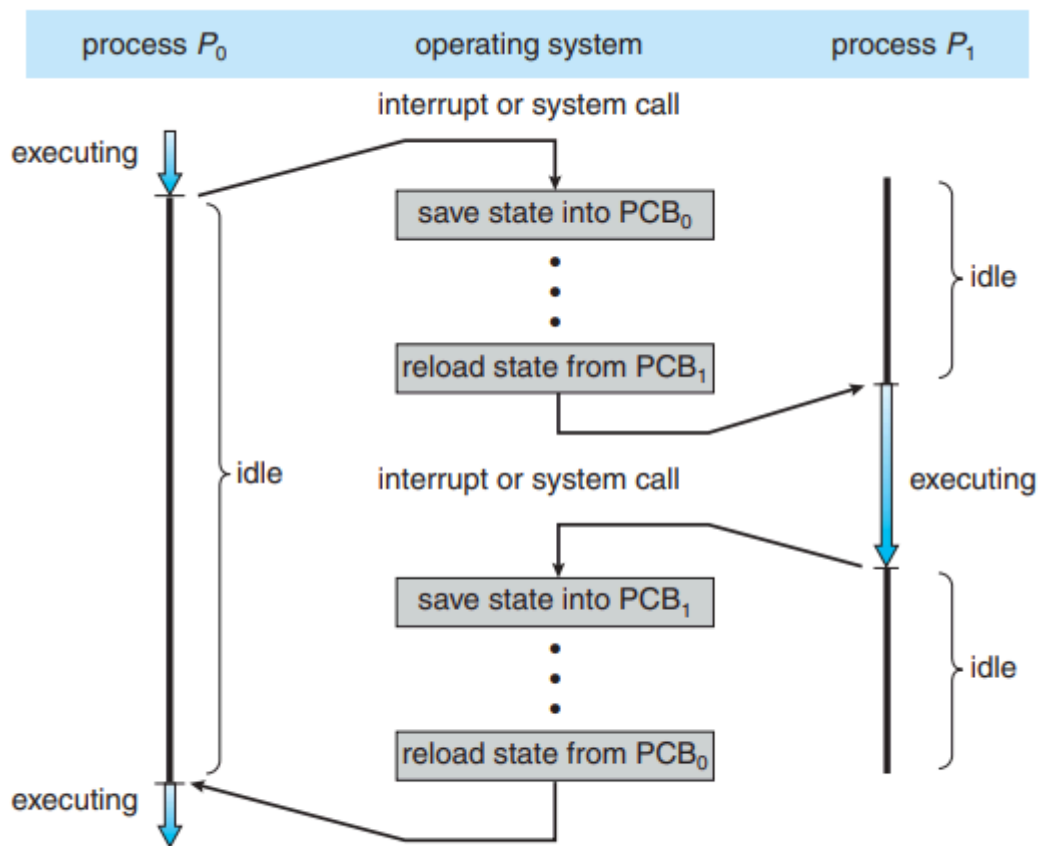 process P₀ operating system process P₁
interrupt or system call
executing
save state into PCB₀
idle
reload state from PCB₁
idle
interrupt or system call
executing
save state into PCB₁
idle
reload state from PCB₀
executing